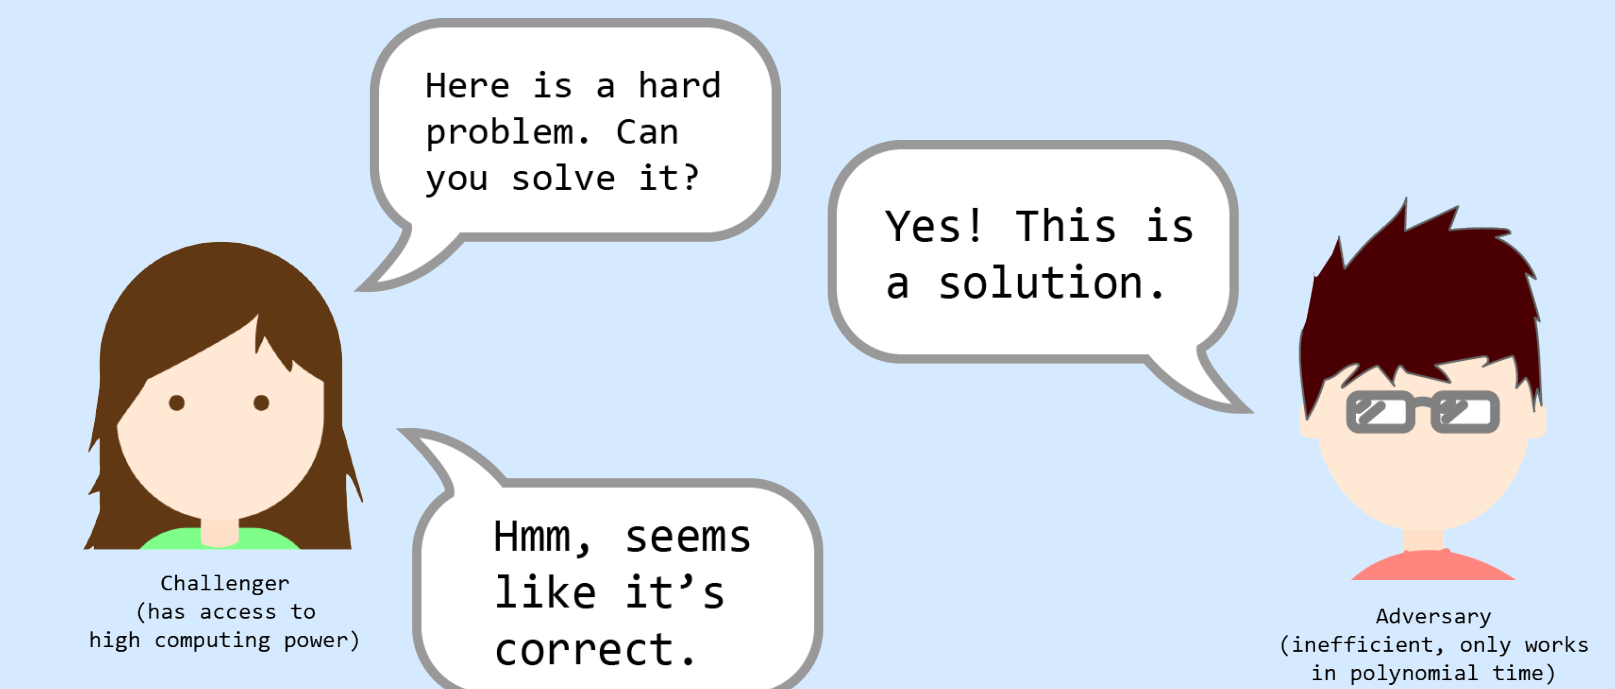 Here is a hard
problem. Can
you solve it?
Yes! This is
a solution.
Hmm, seems
like it’s
correct.
Challenger
(has access to
high computing power)
Adversary
(inefficient, only works
in polynomial time)